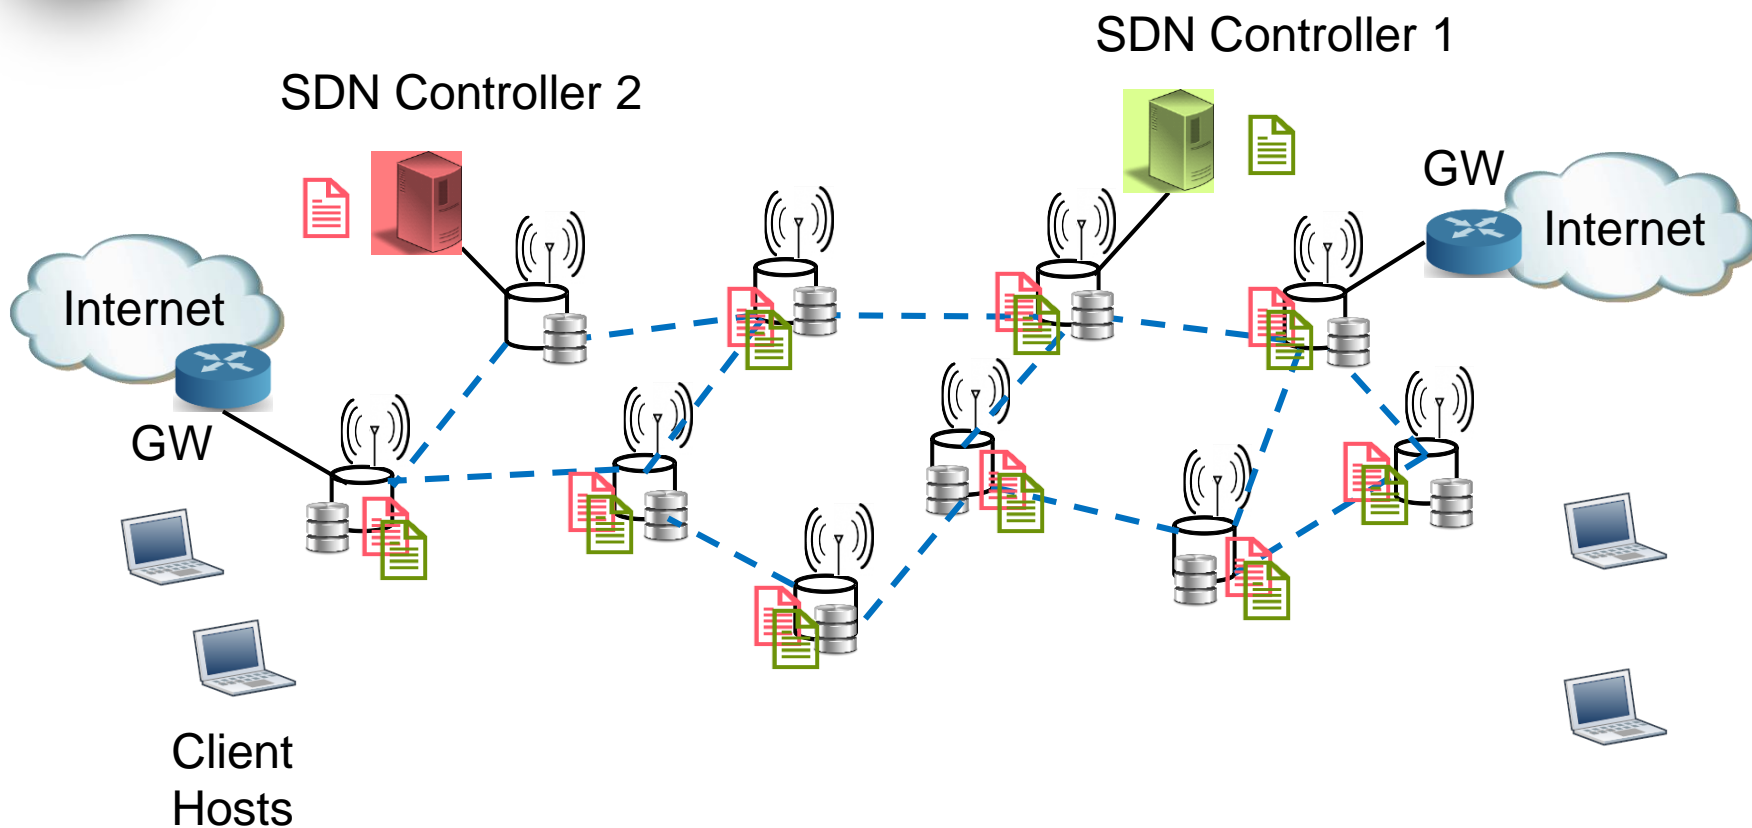 SDN Controller 1
SDN Controller 2
GW
Internet
Internet
GW
Client
Hosts